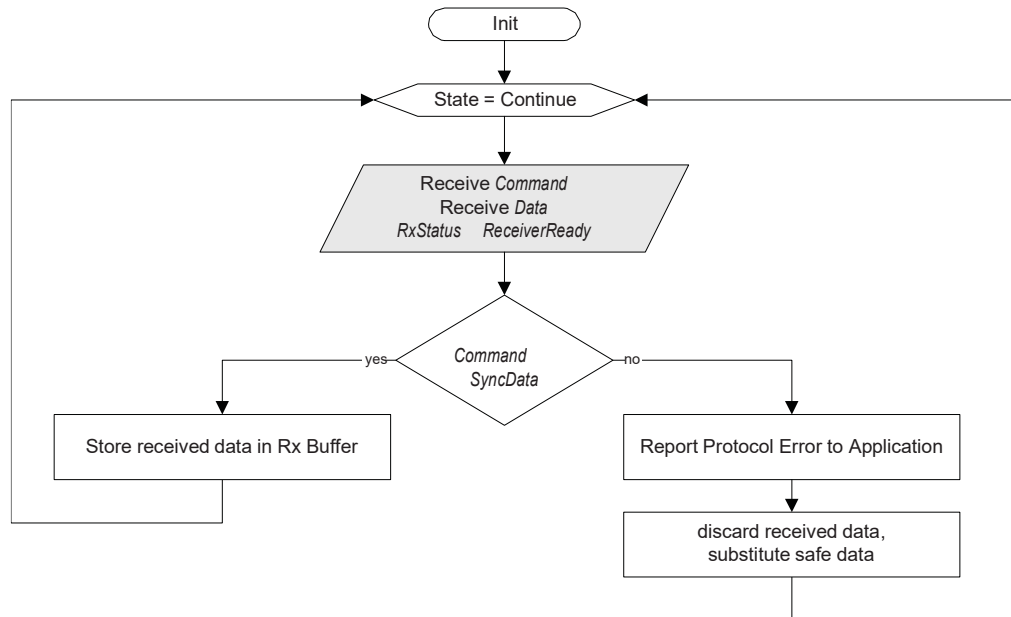 Init
State = Continue
Receive Command
Receive Data
RxStatus ReceiverReady
Command
SyncData
yes
no
Store received data in Rx Buffer
Report Protocol Error to Application
discard received data,
substitute safe data